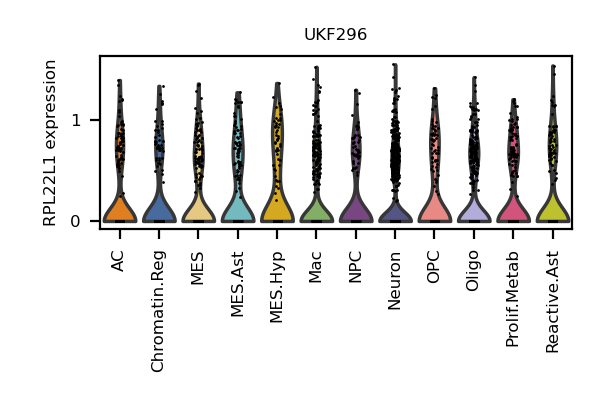 UKF296
RPL22L1 expression
1
0
AC
Chromatin.Reg
MES
MES.Ast
MES.Hyp
Mac
NPC
Neuron
OPC
Oligo
Prolif.Metab
Reactive.Ast